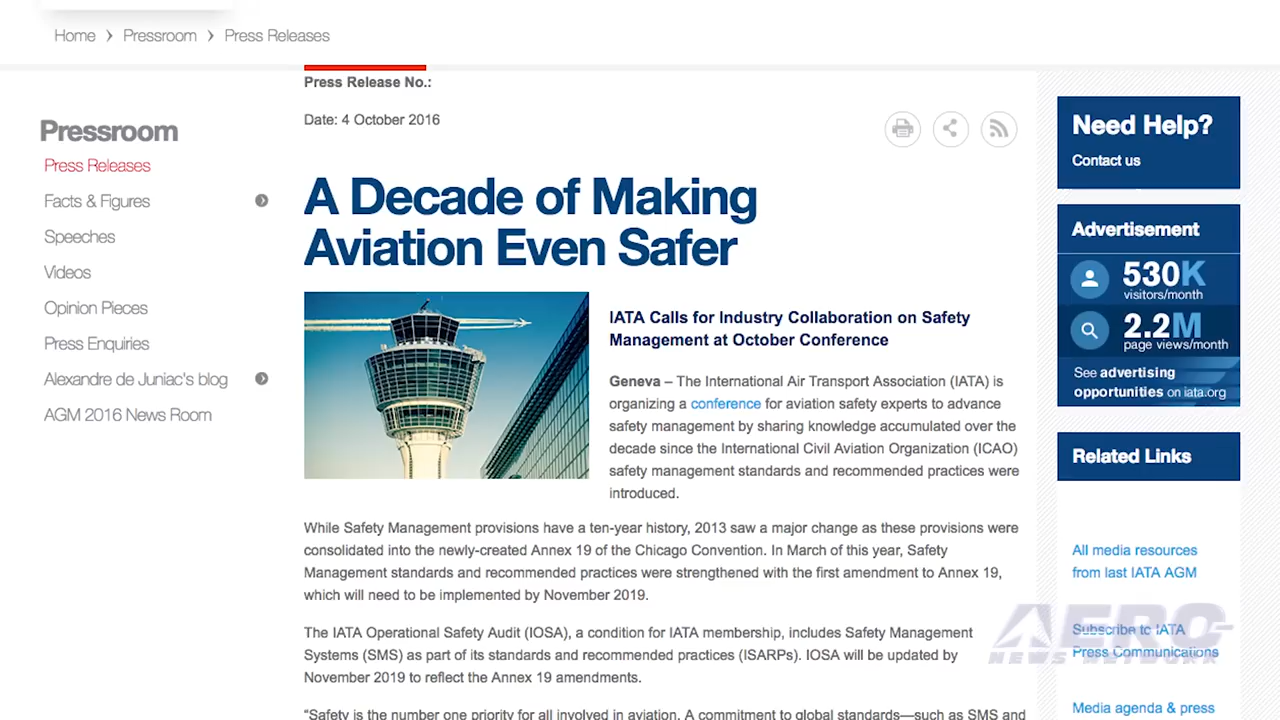 Home > Pressroom > Press Releases
Press Release No.:
Date: 4 October 2016
Pressroom
Press Releases
Facts & Figures
Speeches
Videos
Opinion Pieces
Press Enquiries
Alexandre de Juniac's blog
AGM 2016 News Room
A Decade of Making
Aviation Even Safer
IATA Calls for Industry Collaboration on Safety
Management at October Conference
Geneva – The International Air Transport Association (IATA) is
organizing a conference for aviation safety experts to advance
safety management by sharing knowledge accumulated over the
decade since the International Civil Aviation Organization (ICAO)
safety management standards and recommended practices were
introduced.
While Safety Management provisions have a ten-year history, 2013 saw a major change as these provisions were
consolidated into the newly-created Annex 19 of the Chicago Convention. In March of this year, Safety
Management standards and recommended practices were strengthened with the first amendment to Annex 19,
which will need to be implemented by November 2019.
The IATA Operational Safety Audit (IOSA), a condition for IATA membership, includes Safety Management
Systems (SMS) as part of its standards and recommended practices (ISARPs). IOSA will be updated by
November 2019 to reflect the Annex 19 amendments.
“Safety is the number one priority for all involved in aviation. A commitment to global standards—such as SMS and
Need Help?
Contact us
Advertisement
530K
visitors/month
2.2M
page views/month
See advertising
opportunities on iata.org
Related Links
All media resources
from last IATA AGM
Subscribe to IATA
Press Communications
Media agenda & press
AERO
NEWS NETWORK